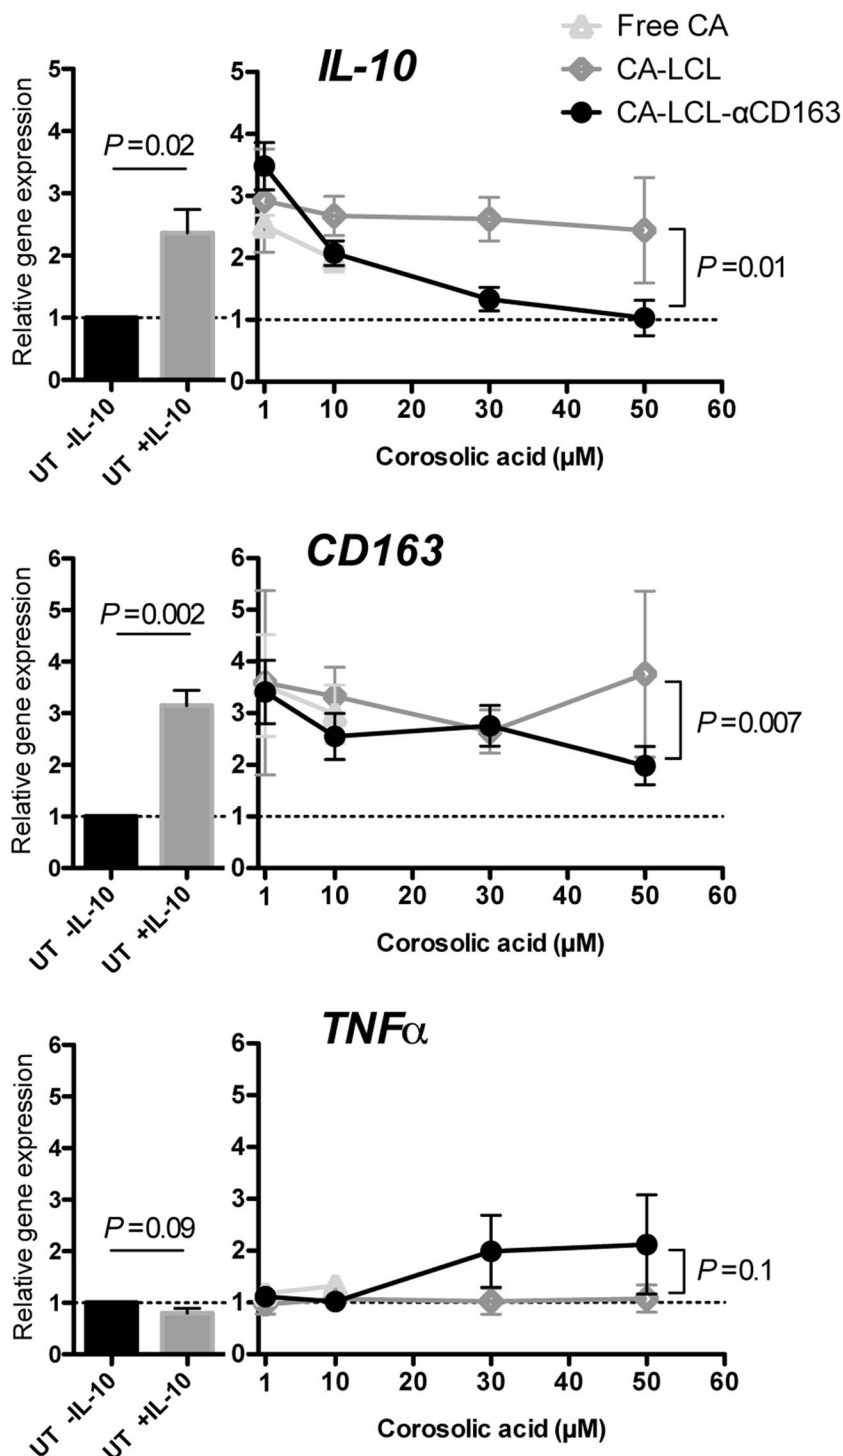 Free CA
CA-LCL
CA-LCL-αCD163
IL-10
Relative gene expression
5
4
3
2
1
0
P=0.02
UT -IL-10
UT +IL-10
5
4
3
2
1
0
P=0.01
1 10 20 30 40 50 60
Corosolic acid (µM)
CD163
Relative gene expression
6
5
4
3
2
1
0
P=0.002
UT -IL-10
UT +IL-10
6
5
4
3
2
1
0
P=0.007
1 10 20 30 40 50 60
Corosolic acid (µM)
TNFα
Relative gene expression
6
5
4
3
2
1
0
P=0.09
UT -IL-10
UT +IL-10
6
5
4
3
2
1
0
P=0.1
1 10 20 30 40 50 60
Corosolic acid (µM)